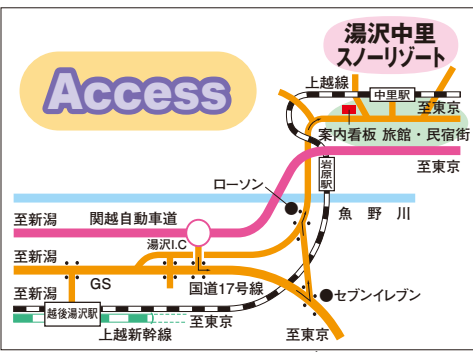 Access
湯沢中里
スノーリゾート
上越線
中里駅
至東京
案内看板 旅館・民宿街
至東京
岩原駅
ローソン
魚野川
至新潟
関越自動車道
湯沢I.C
至新潟
GS
国道17号線
至新潟
越後湯沢駅
セブンイレブン
上越新幹線
至東京
至東京